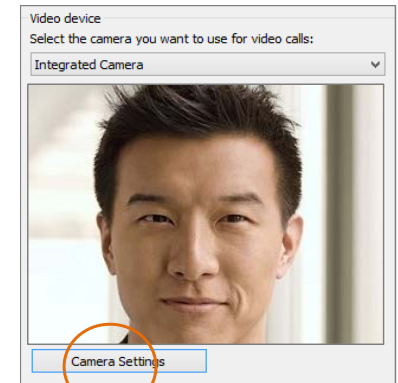 Video device
Select the camera you want to use for video calls:
Integrated Camera
Camera Settings